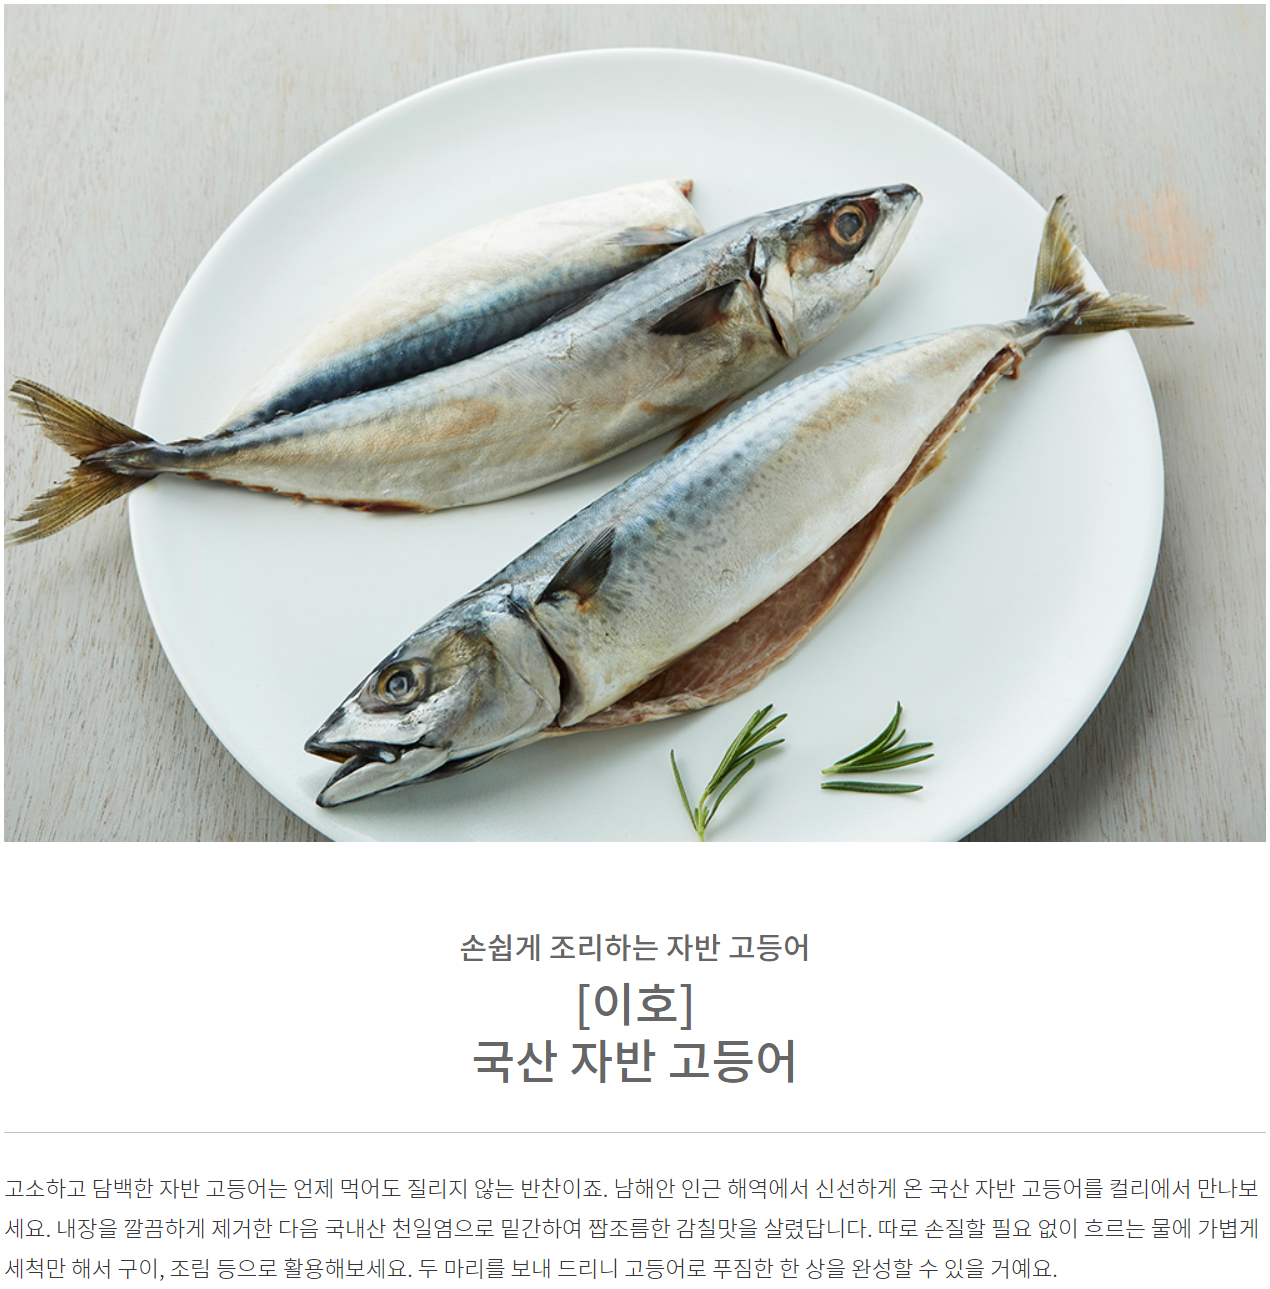 손쉽게 조리하는 자반 고등어
[이호]
국산 자반 고등어
고소하고 담백한 자반 고등어는 언제 먹어도 질리지 않는 반찬이죠. 남해안 인근 해역에서 신선하게 온 국산 자반 고등어를 컬리에서 만나보
세요. 내장을 깔끔하게 제거한 다음 국내산 천일염으로 밑간하여 짭조름한 감칠맛을 살렸답니다. 따로 손질할 필요 없이 흐르는 물에 가볍게
세척만 해서 구이, 조림 등으로 활용해보세요. 두 마리를 보내 드리니 고등어로 푸짐한 한 상을 완성할 수 있을 거예요.